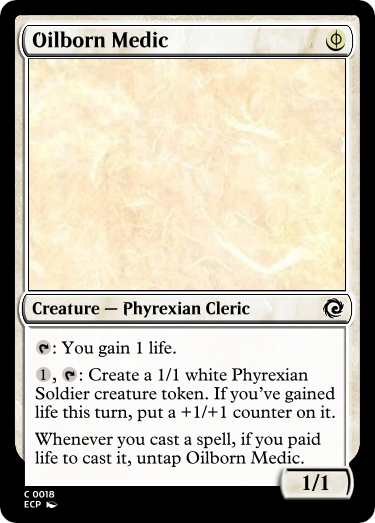 Oilborn Medic
Creature — Phyrexian Cleric
: You gain 1 life.
1, : Create a 1/1 white Phyrexian
Soldier creature token. If you've gained
life this turn, put a +1/+1 counter on it.
Whenever you cast a spell, if you paid
life to cast it, untap Oilborn Medic.
1/1
C 0018
ECP